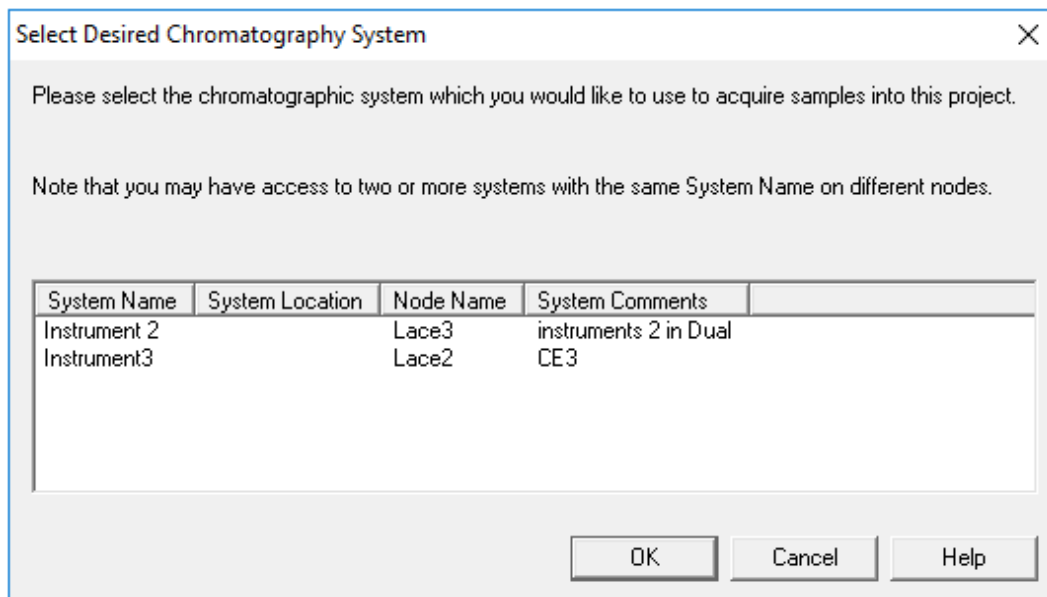 Select Desired Chromatography System
Please select the chromatographic system which you would like to use to acquire samples into this project.
Note that you may have access to two or more systems with the same System Name on different nodes.
System Name System Location Node Name System Comments
Instrument 2 Lace3 instruments 2 in Dual
Instrument3 Lace2 CE3
OK Cancel Help